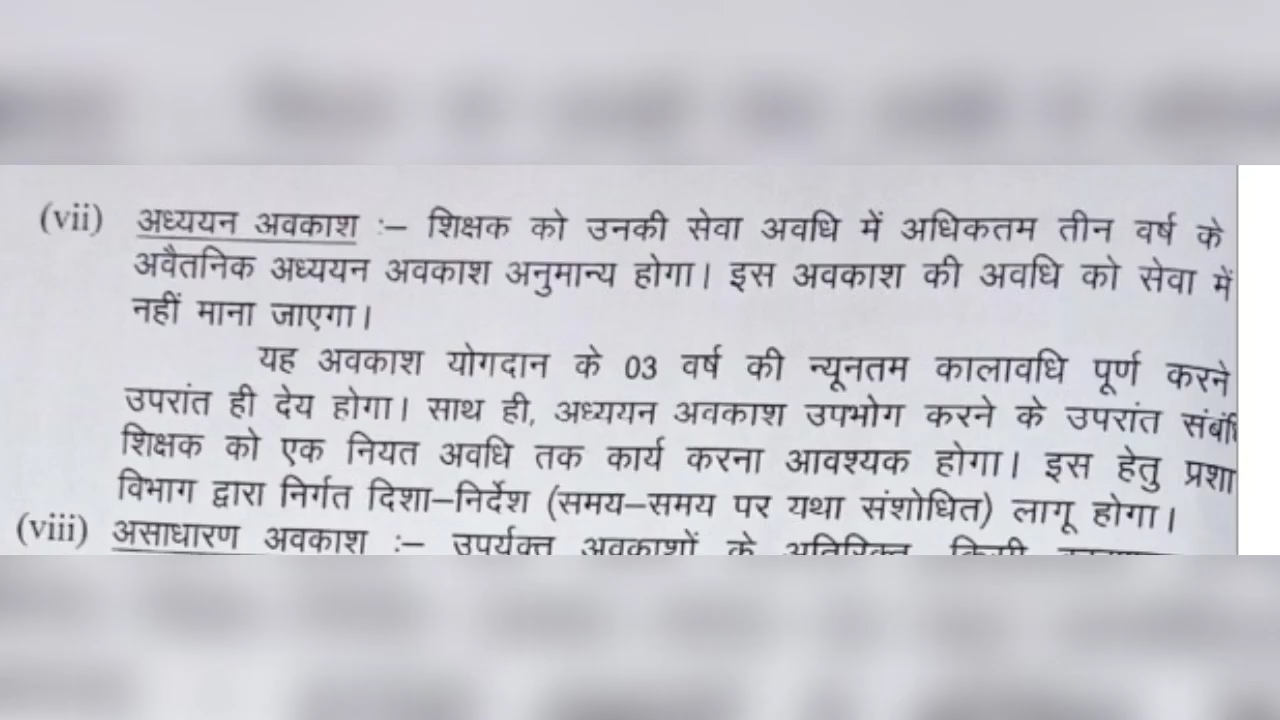 (vii) अध्ययन अवकाश :– शिक्षक को उनकी सेवा अवधि में अधिकतम तीन वर्ष के
अवैतनिक अध्ययन अवकाश अनुमान्य होगा। इस अवकाश की अवधि को सेवा में
नहीं माना जाएगा।
यह अवकाश योगदान के 03 वर्ष की न्यूनतम कालावधि पूर्ण करने
उपरांत ही देय होगा। साथ ही, अध्ययन अवकाश उपभोग करने के उपरांत
शिक्षक को एक नियत अवधि तक कार्य करना आवश्यक होगा। इस हेतु
विभाग द्वारा निर्गत दिशा–निर्देश (समय–समय पर यथा संशोधित) लागू होगा।
(viii) असाधारण अवकाश :– उपर्युक्त अवकाशों के अतिरिक्त किसी